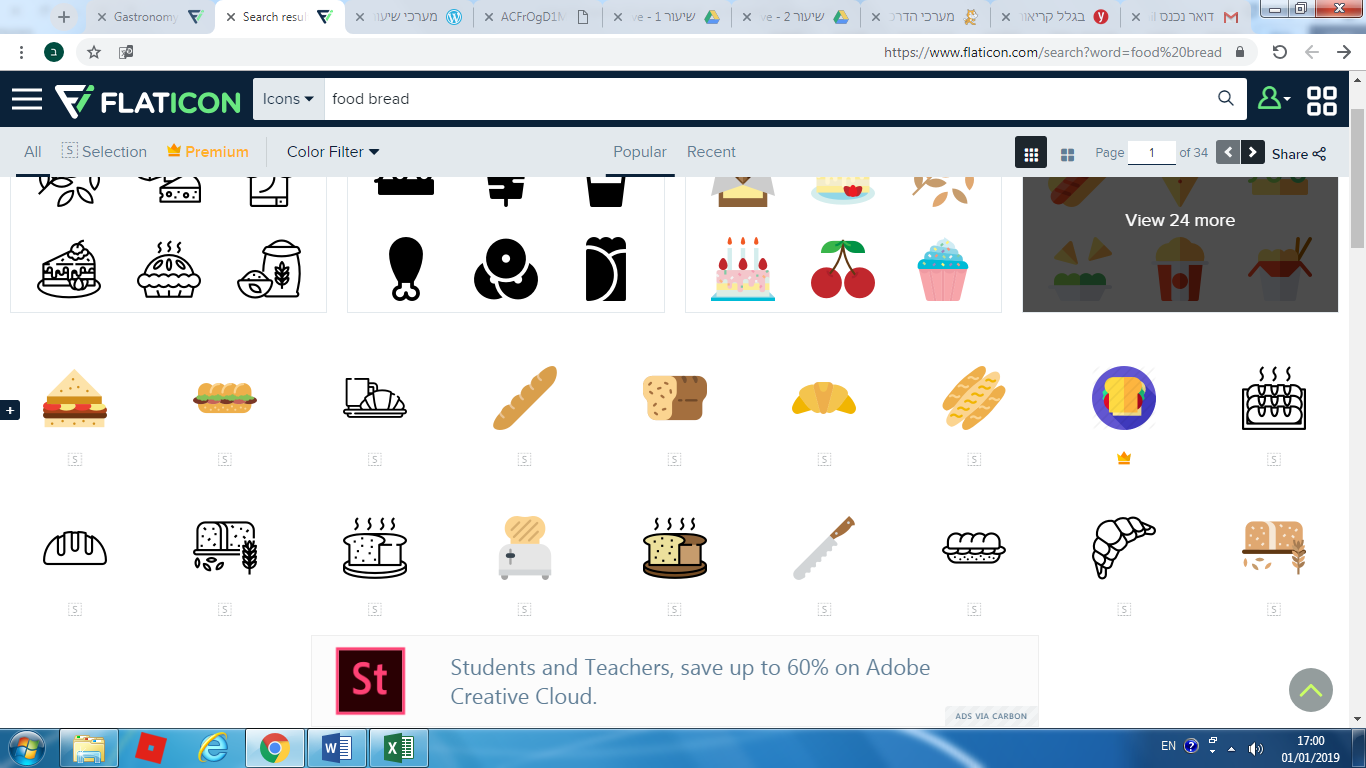 Gastronomy
Search resul
מערכי שיעו
ACFrOgD1M
שיעור 1 - ve
שיעור 2 - ve
מערכי הדרכ
בגלל קריאור
דואר נכנס
https://www.flaticon.com/search?word=food%20bread
FLATICON
Icons
food bread
All
S Selection
Premium
Color Filter
Popular
Recent
Page 1 of 34
Share
View 24 more
S S S S S S S S
S S S S S S S S S
St
Students and Teachers, save up to 60% on Adobe
Creative Cloud.
ADS VIA CARBON
EN
17:00
01/01/2019